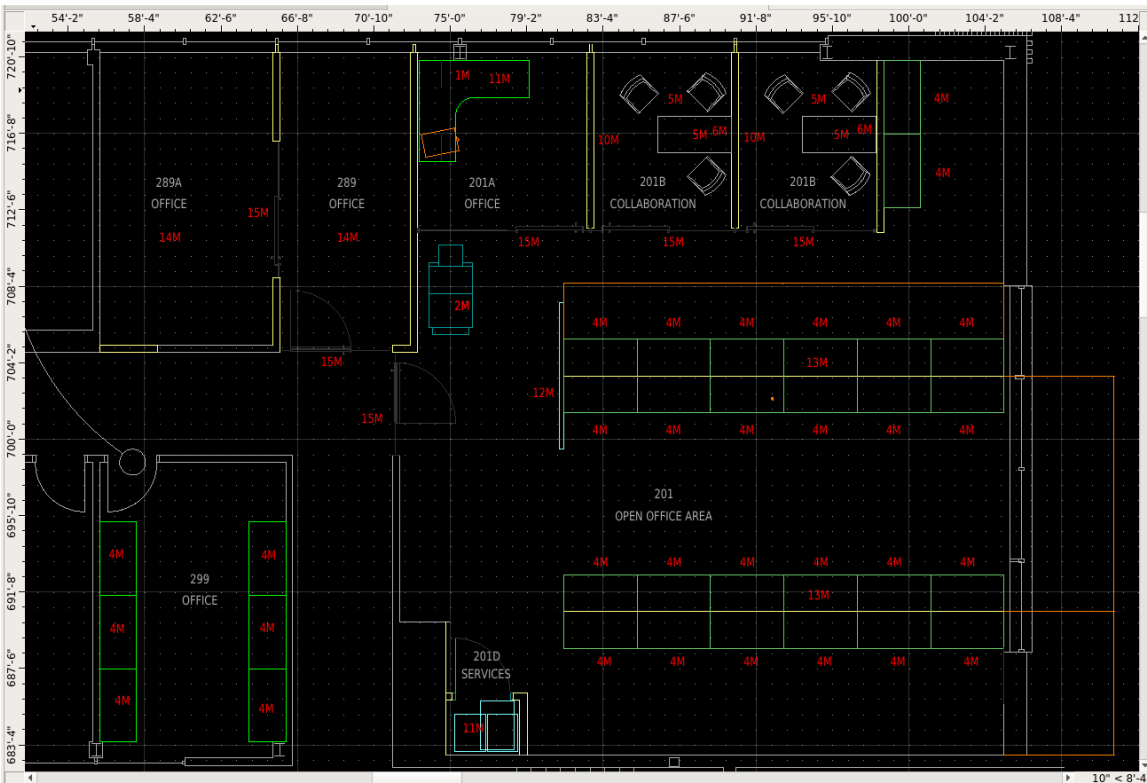 54'-2" 58'-4" 62'-6" 66'-8" 70'-10" 75'-0" 79'-2" 83'-4" 87'-6" 91'-8" 95'-10" 100'-0" 104'-2" 108'-4" 112
720'-10"
716'-8"
712'-6"
708'-4"
704'-2"
700'-0"
695'-10"
691'-8"
687'-6"
683'-4"
1M 11M
5M 5M 4M
10M 5M 6M 10M 5M 6M
4M
289A
OFFICE
289
OFFICE
201A
OFFICE
201B
COLLABORATION
201B
COLLABORATION
15M
14M 14M
15M 15M 15M
2M
4M 4M 4M 4M 4M 4M
15M
13M
12M
15M
4M 4M 4M 4M 4M 4M
201
OPEN OFFICE AREA
4M 4M
4M 4M 4M 4M 4M 4M
299
OFFICE
13M
4M 4M
201D
SERVICES
4M 4M 4M 4M 4M 4M
4M 4M
11M